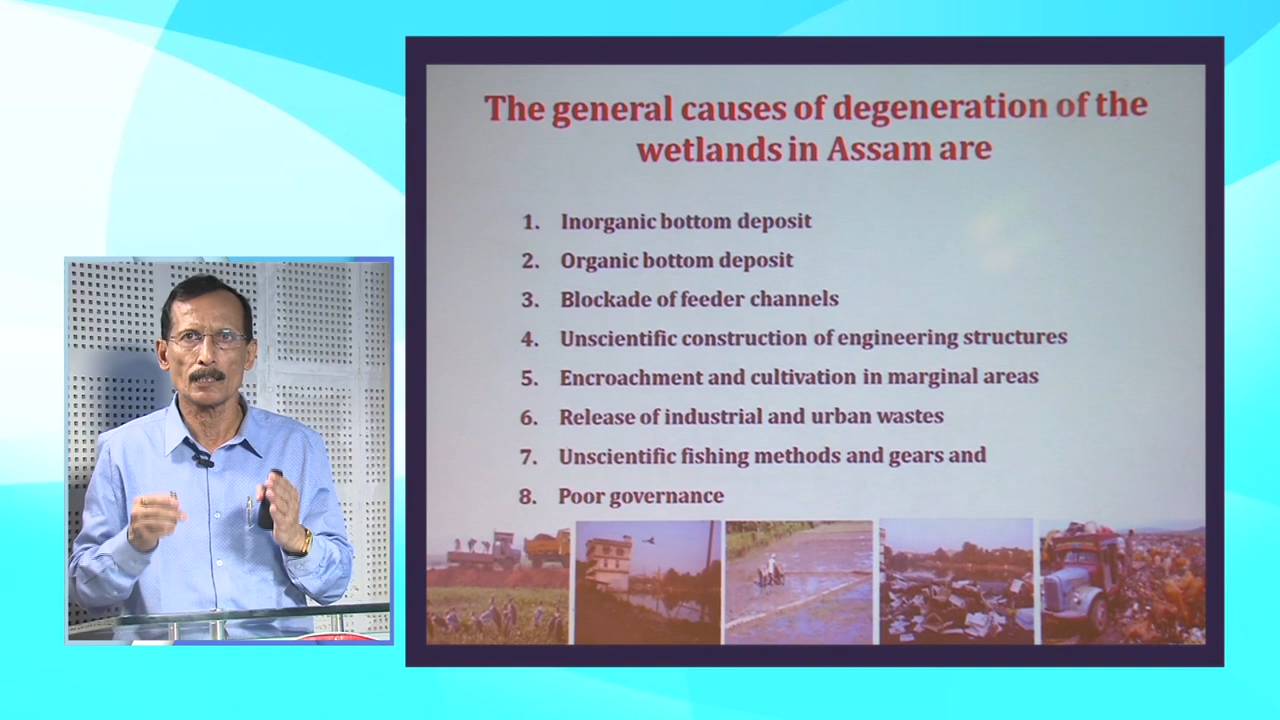 The general causes of degeneration of the
wetlands in Assam are
1. Inorganic bottom deposit
2. Organic bottom deposit
3. Blockade of feeder channels
4. Unscientific construction of engineering structures
5. Encroachment and cultivation in marginal areas
6. Release of industrial and urban wastes
7. Unscientific fishing methods and gears and
8. Poor governance